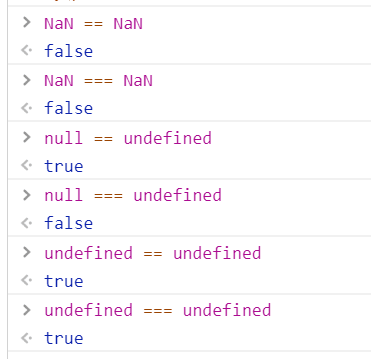 NaN == NaN
false
NaN === NaN
false
null == undefined
true
null === undefined
false
undefined == undefined
true
undefined === undefined
true